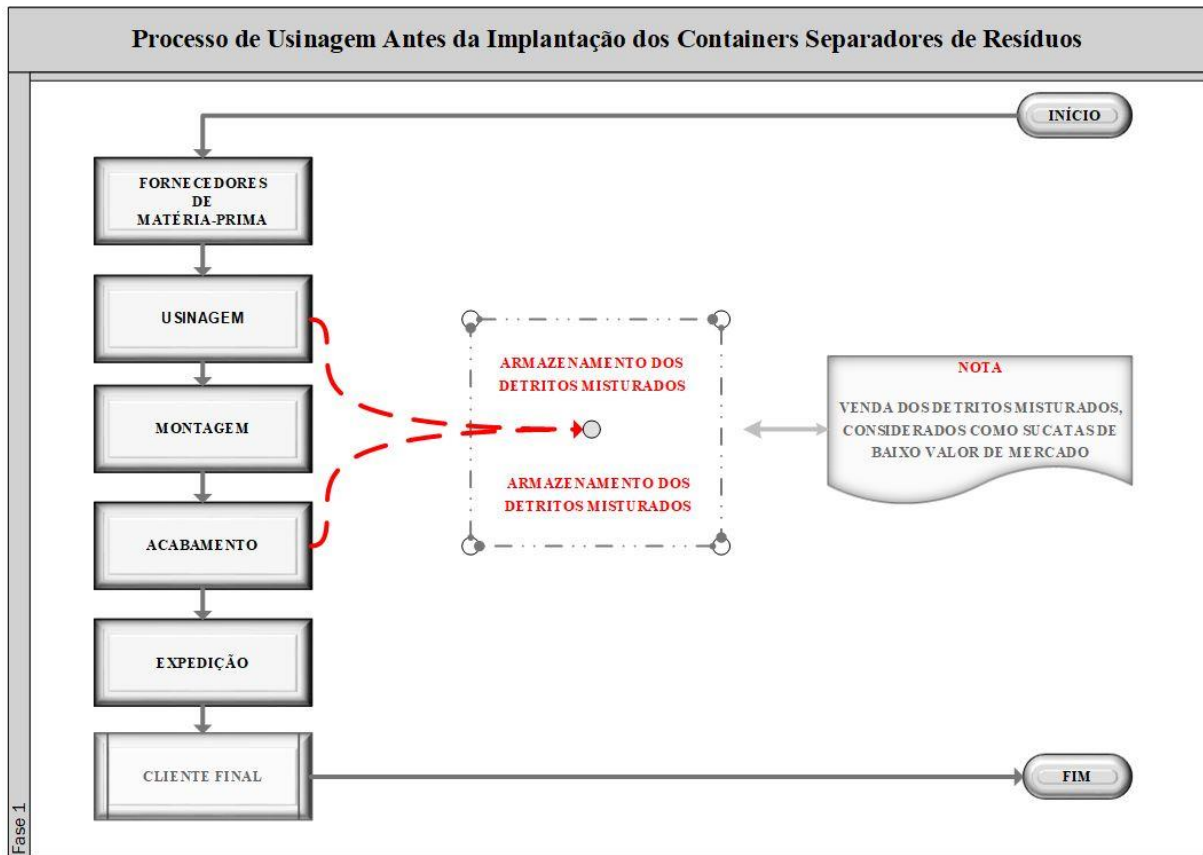 Processo de Usinagem Antes da Implantação dos Containers Separadores de Resíduos
INÍCIO
FORNECEDORES
DE
MATÉRIA-PRIMA
USINAGEM
MONTAGEM
ACABAMENTO
EXPEDIÇÃO
CLIENTE FINAL
ARMAZENAMENTO DOS
DETRITOS MISTURADOS
ARMAZENAMENTO DOS
DETRITOS MISTURADOS
NOTA
VENDA DOS DETRITOS MISTURADOS,
CONSIDERADOS COMO SUCATAS DE
BAIXO VALOR DE MERCADO
FIM
Fase 1